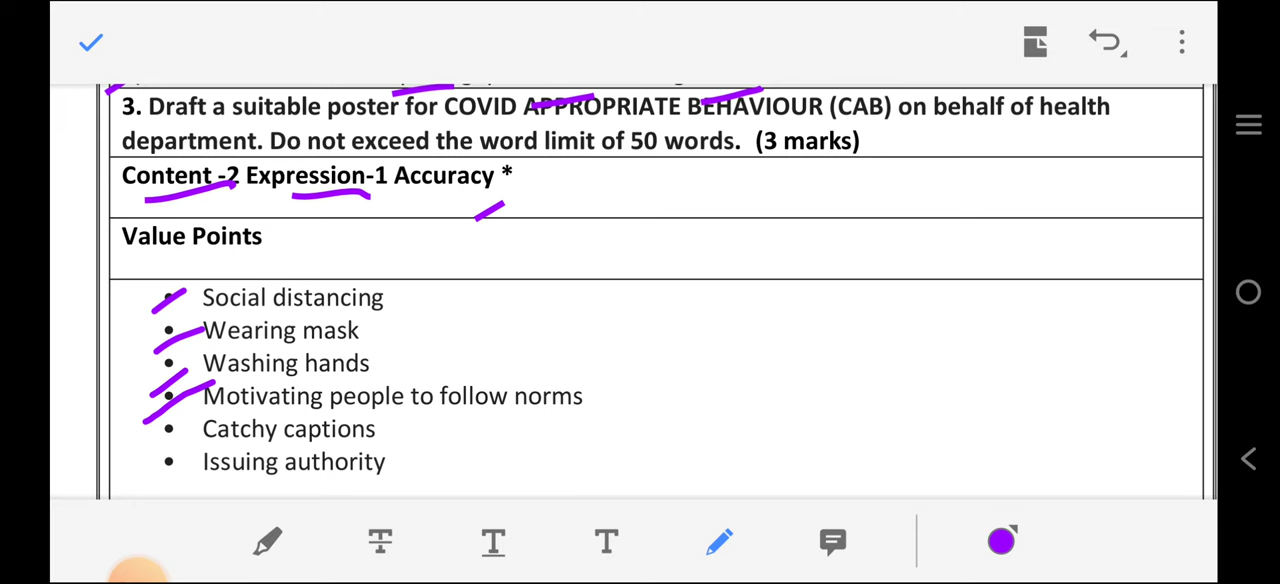 3. Draft a suitable poster for COVID APPROPRIATE BEHAVIOUR (CAB) on behalf of health
department. Do not exceed the word limit of 50 words. (3 marks)
Content -2 Expression-1 Accuracy *
Value Points
• Social distancing
• Wearing mask
• Washing hands
• Motivating people to follow norms
• Catchy captions
• Issuing authority